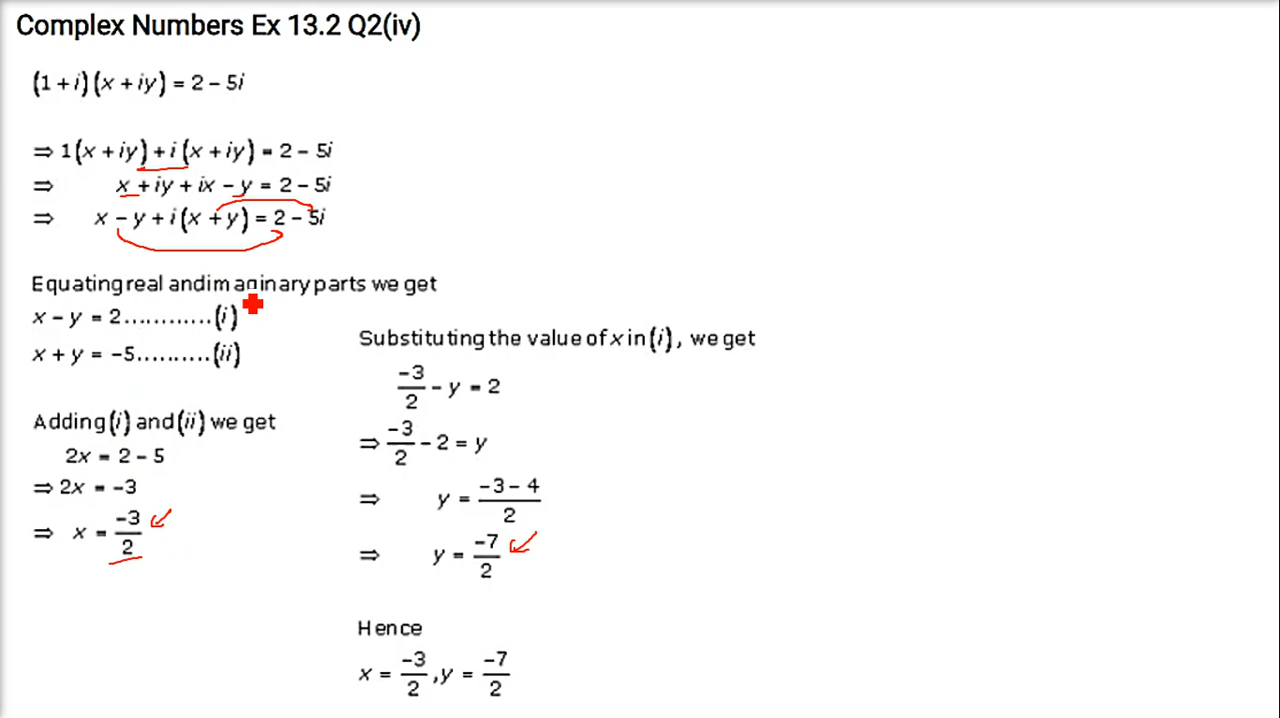 Complex Numbers Ex 13.2 Q2(iv)
(1 + i)(x + iy) = 2 − 5i
⇒ 1(x + iy) + i(x + iy) = 2 − 5i
⇒ x + iy + ix − y = 2 − 5i
⇒ x − y + i(x + y) = 2 − 5i
Equating real and imaginary parts we get
x − y = 2............(i)
x + y = −5..........(ii)
Adding (i) and (ii) we get
2x = 2 − 5
⇒ 2x = −3
⇒ x = −3/2
Substituting the value of x in (i), we get
−3/2 − y = 2
⇒ −3/2 − 2 = y
⇒ y = (−3 − 4)/2
⇒ y = −7/2
Hence
x = −3/2, y = −7/2